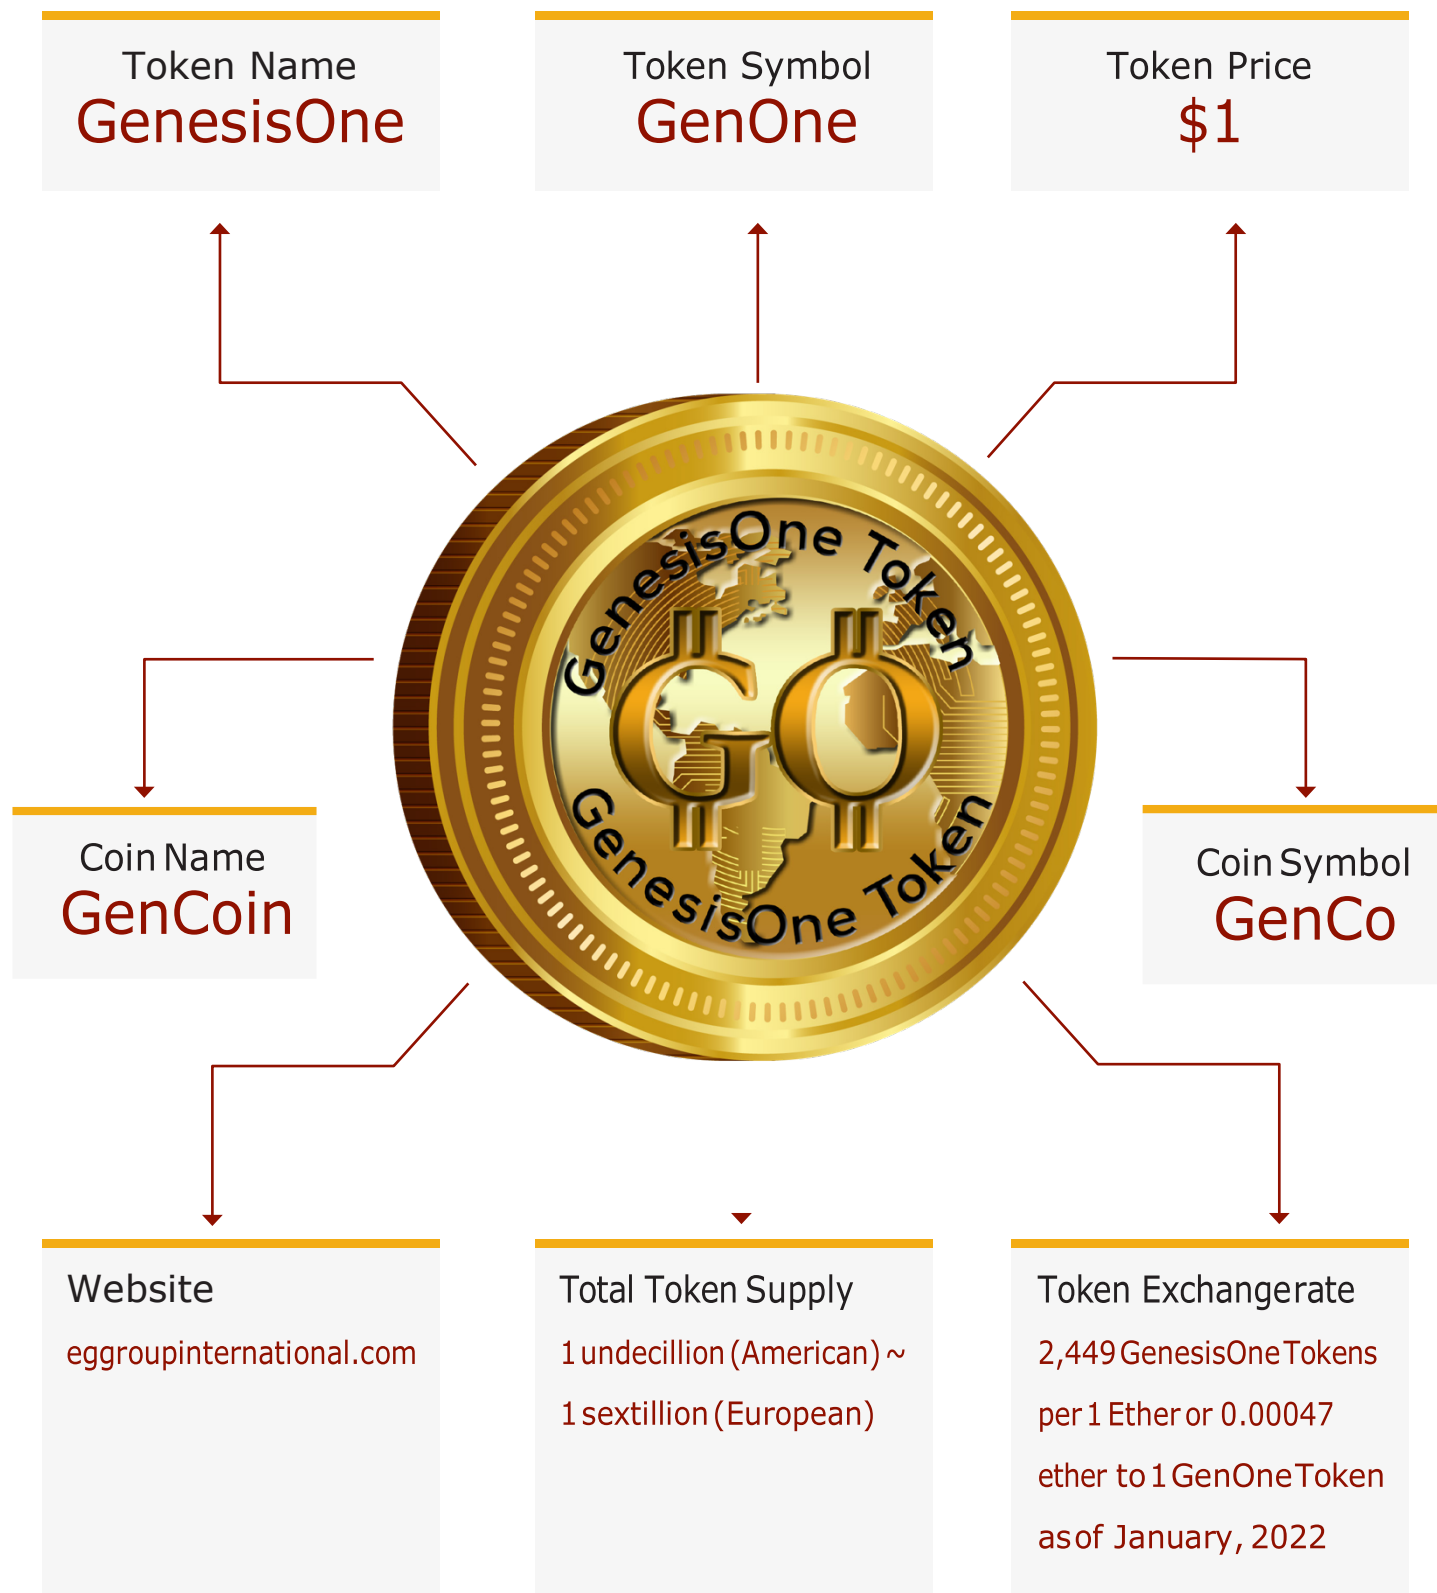 Token Name
GenesisOne
Token Symbol
GenOne
Token Price
$1
GenesisOne Token
GO
GenesisOne Token
Coin Name
GenCoin
Coin Symbol
GenCo
Website
eggroupinternational.com
Total Token Supply
1 undecillion (American) ~
1 sextillion (European)
Token Exchangerate
2,449 GenesisOne Tokens
per 1 Ether or 0.00047
ether to 1 GenOne Token
as of January, 2022